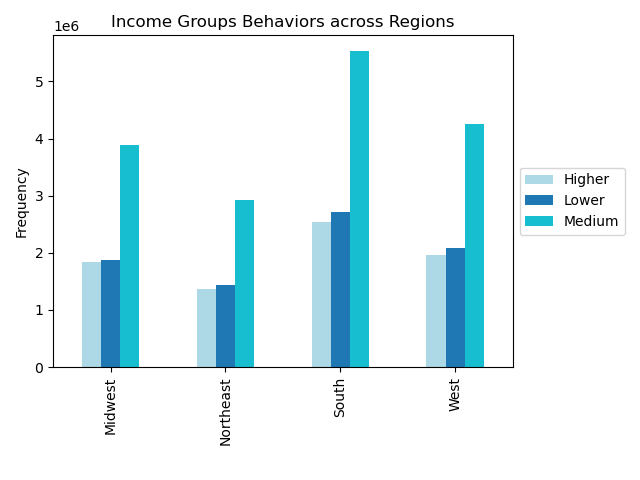 Income Groups Behaviors across Regions
1e6
5
4
3
2
1
0
Frequency
Midwest
Northeast
South
West
Higher
Lower
Medium